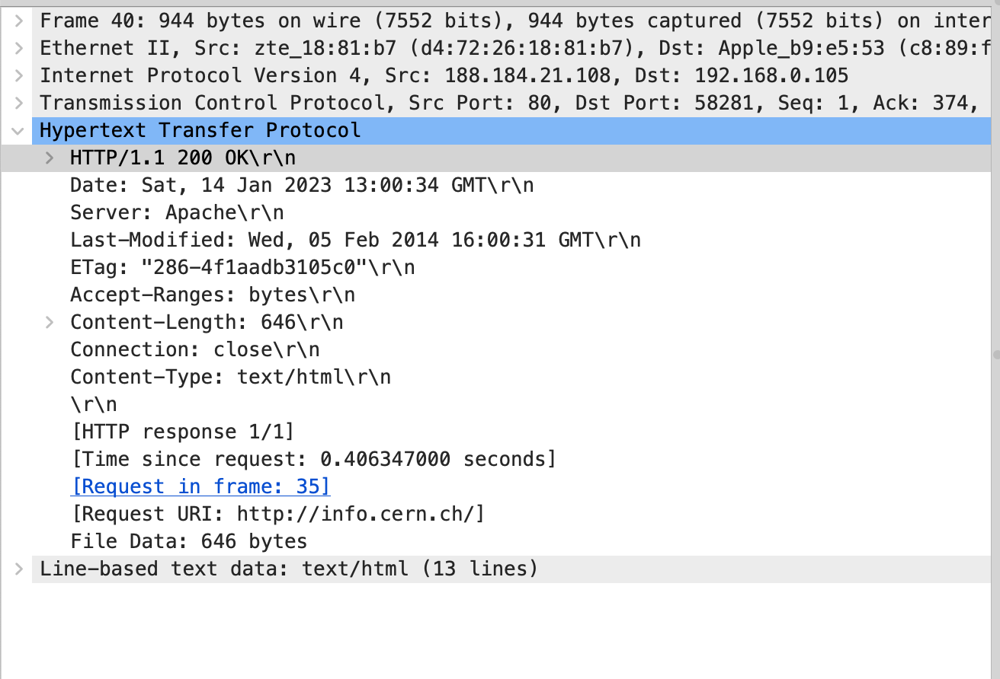 Frame 40: 944 bytes on wire (7552 bits), 944 bytes captured (7552 bits) on inter
Ethernet II, Src: zte_18:81:b7 (d4:72:26:18:81:b7), Dst: Apple_b9:e5:53 (c8:89:f
Internet Protocol Version 4, Src: 188.184.21.108, Dst: 192.168.0.105
Transmission Control Protocol, Src Port: 80, Dst Port: 58281, Seq: 1, Ack: 374,
Hypertext Transfer Protocol
HTTP/1.1 200 OK\r\n
Date: Sat, 14 Jan 2023 13:00:34 GMT\r\n
Server: Apache\r\n
Last-Modified: Wed, 05 Feb 2014 16:00:31 GMT\r\n
ETag: "286-4f1aadb3105c0"\r\n
Accept-Ranges: bytes\r\n
Content-Length: 646\r\n
Connection: close\r\n
Content-Type: text/html\r\n
\r\n
[HTTP response 1/1]
[Time since request: 0.406347000 seconds]
[Request in frame: 35]
[Request URI: http://info.cern.ch/]
File Data: 646 bytes
Line-based text data: text/html (13 lines)